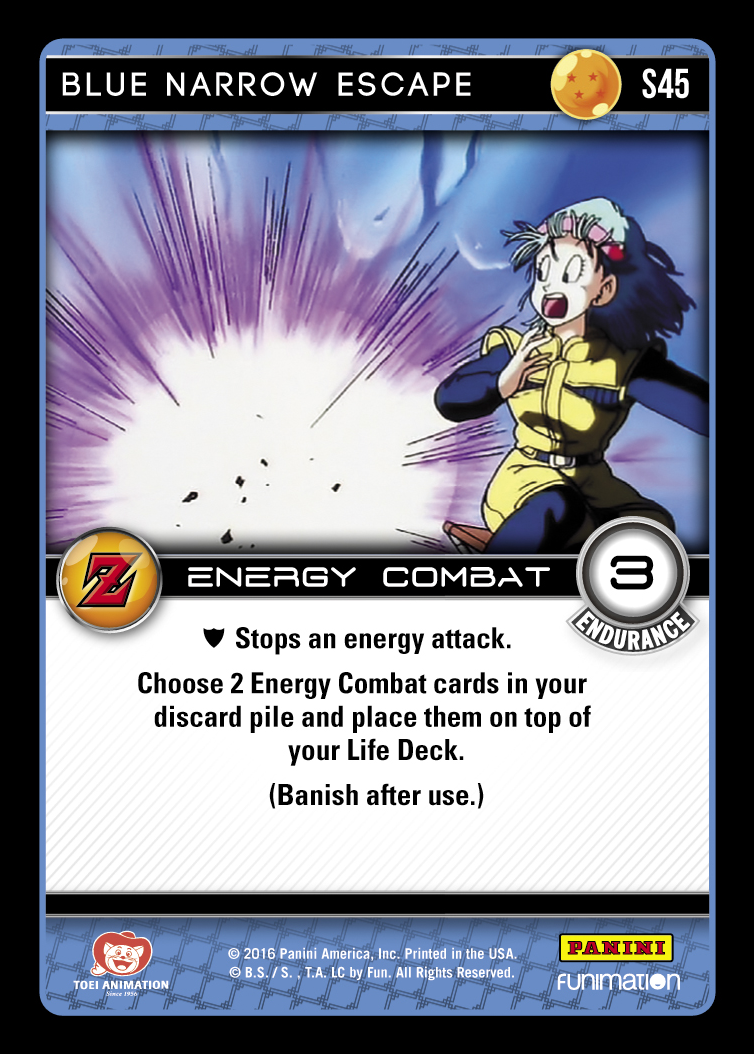 BLUE NARROW ESCAPE S45
Z ENERGY COMBAT 3
ENDURANCE
Stops an energy attack.
Choose 2 Energy Combat cards in your
discard pile and place them on top of
your Life Deck.
(Banish after use.)
TOEI ANIMATION
Since 1956
© 2016 Panini America, Inc. Printed in the USA.
© B.S. / S. , T.A. LC by Fun. All Rights Reserved.
PANINI
FUNIMATION